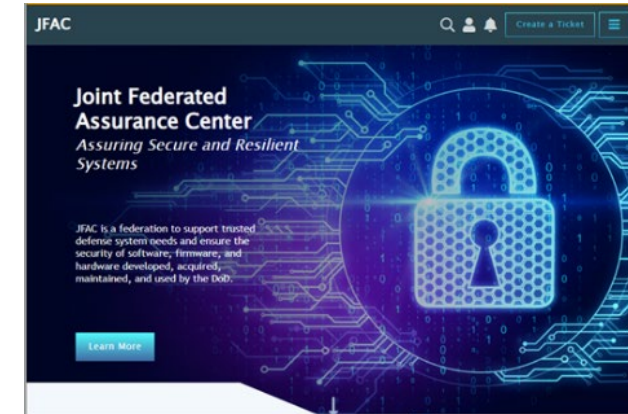 JFAC
Create a Ticket
Joint Federated
Assurance Center
Assuring Secure and Resilient
Systems
JFAC is a federation to support trusted
defense system needs and ensure the
security of software, firmware, and
hardware developed, acquired,
maintained, and used by the DoD.
Learn More